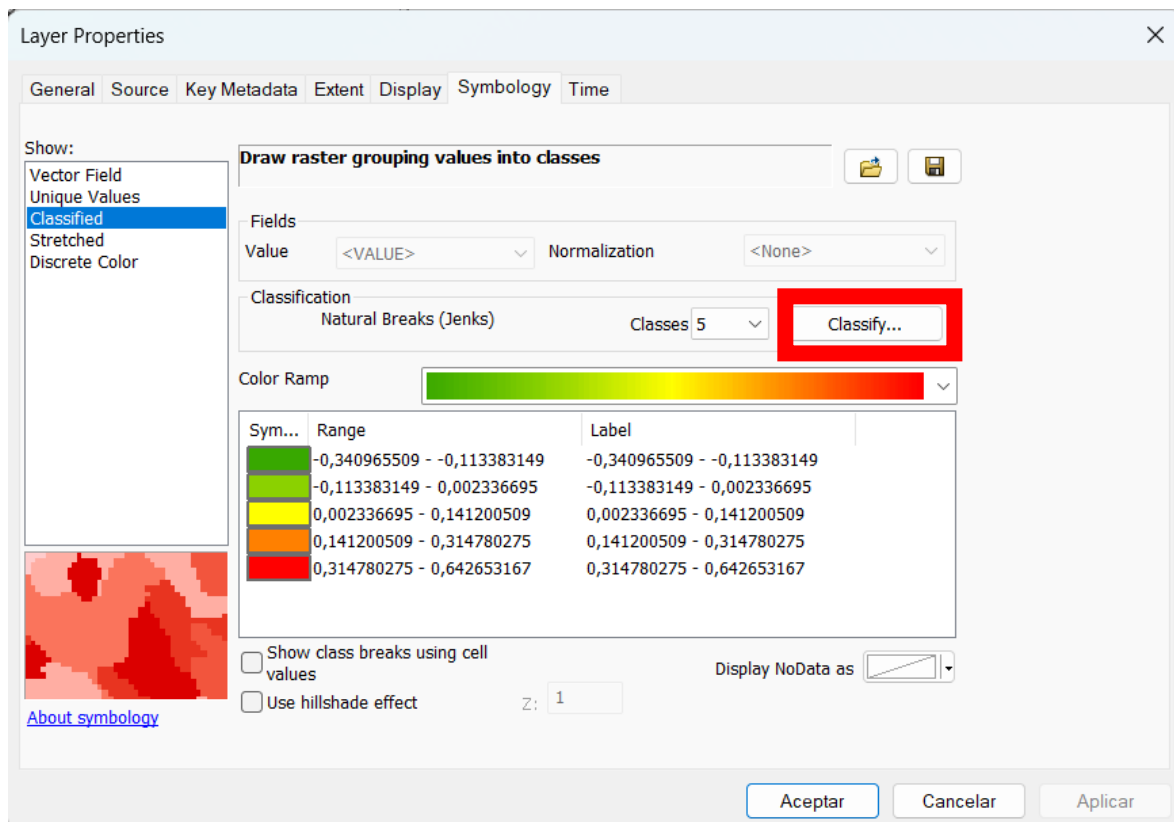 Layer Properties
General Source Key Metadata Extent Display Symbology Time
Show:
Vector Field
Unique Values
Classified
Stretched
Discrete Color
About symbology
Draw raster grouping values into classes
Fields
Value <VALUE> Normalization <None>
Classification
Natural Breaks (Jenks) Classes 5 Classify...
Color Ramp
Sym... Range Label
-0,340965509 - -0,113383149 -0,340965509 - -0,113383149
-0,113383149 - 0,002336695 -0,113383149 - 0,002336695
0,002336695 - 0,141200509 0,002336695 - 0,141200509
0,141200509 - 0,314780275 0,141200509 - 0,314780275
0,314780275 - 0,642653167 0,314780275 - 0,642653167
Show class breaks using cell
values
Display NoData as
Use hillshade effect Z: 1
Aceptar Cancelar Aplicar